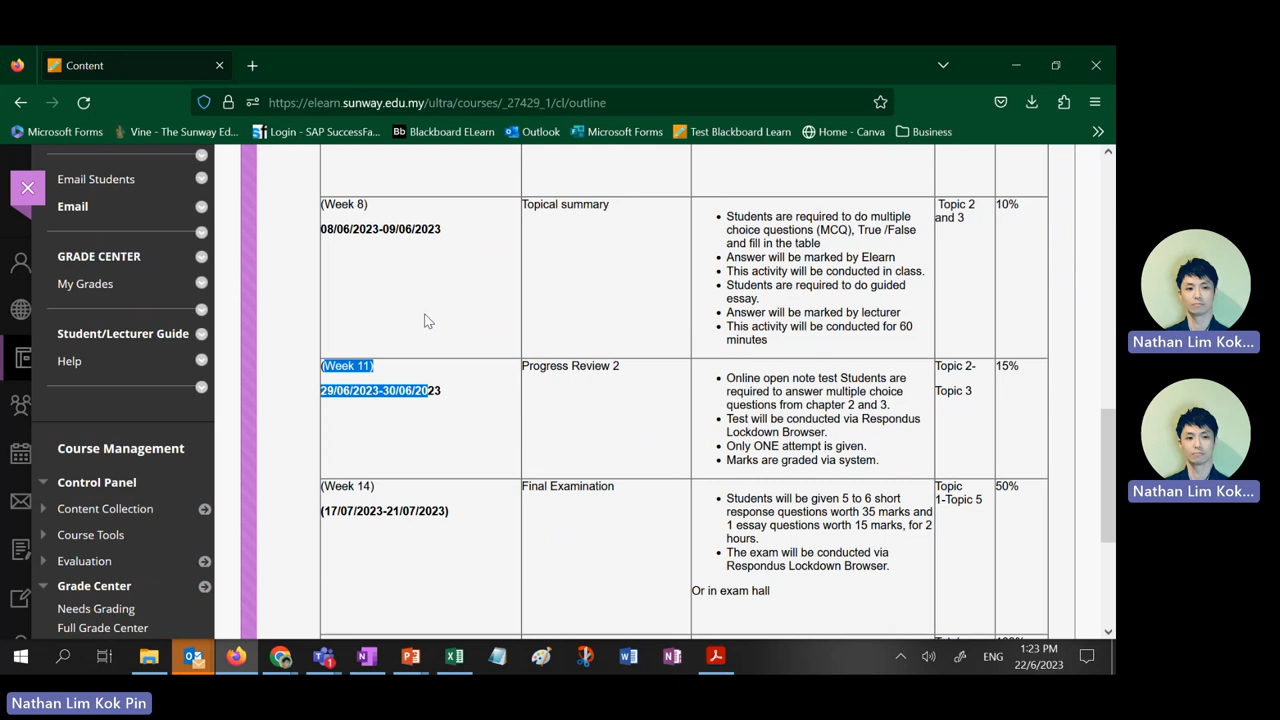 Content
https://elearn.sunway.edu.my/ultra/courses/_27429_1/cl/outline
Microsoft Forms
Vine - The Sunway Ed...
Login - SAP SuccessFa...
Blackboard ELearn
Outlook
Microsoft Forms
Test Blackboard Learn
Home - Canva
Business
Email Students
Email
GRADE CENTER
My Grades
Student/Lecturer Guide
Help
Course Management
Control Panel
Content Collection
Course Tools
Evaluation
Grade Center
Needs Grading
Full Grade Center
(Week 8)
08/06/2023-09/06/2023
Topical summary
Students are required to do multiple
choice questions (MCQ), True /False
and fill in the table
Answer will be marked by Elearn
This activity will be conducted in class.
Students are required to do guided
essay.
Answer will be marked by lecturer
This activity will be conducted for 60
minutes
Topic 2
and 3
10%
(Week 11)
29/06/2023-30/06/2023
Progress Review 2
Online open note test Students are
required to answer multiple choice
questions from chapter 2 and 3.
Test will be conducted via Respondus
Lockdown Browser.
Only ONE attempt is given.
Marks are graded via system.
Topic 2-
Topic 3
15%
(Week 14)
(17/07/2023-21/07/2023)
Final Examination
Students will be given 5 to 6 short
response questions worth 35 marks and
1 essay questions worth 15 marks, for 2
hours.
The exam will be conducted via
Respondus Lockdown Browser.
Or in exam hall
Topic
1-Topic 5
50%
Nathan Lim Kok...
Nathan Lim Kok...
ENG
1:23 PM
22/6/2023
Nathan Lim Kok Pin